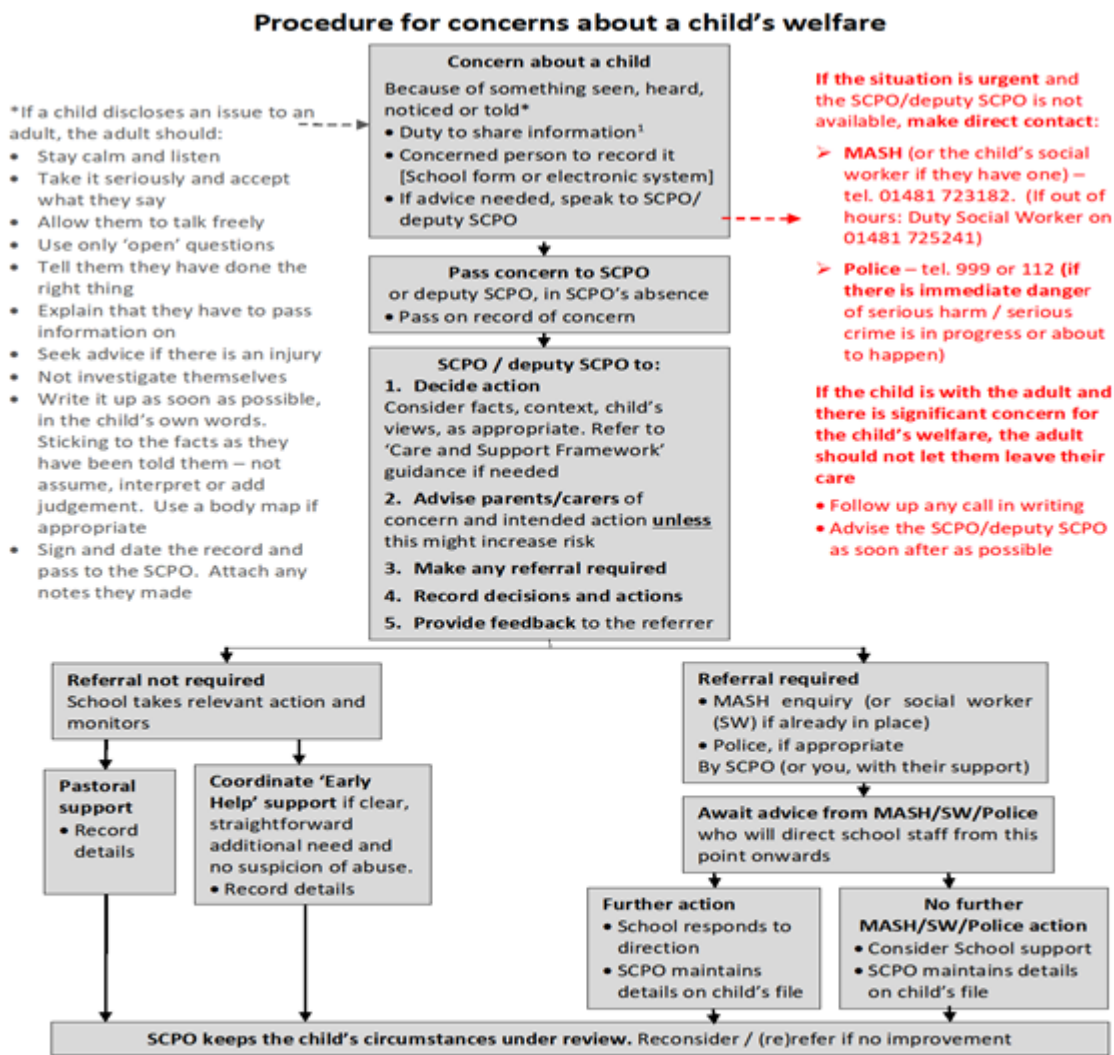 Procedure for concerns about a child's welfare
Concern about a child
Because of something seen, heard,
noticed or told*
• Duty to share information¹
• Concerned person to record it
[School form or electronic system]
• If advice needed, speak to SCPO/
deputy SCPO
*If a child discloses an issue to an
adult, the adult should:
• Stay calm and listen
• Take it seriously and accept
what they say
• Allow them to talk freely
• Use only 'open' questions
• Tell them they have done the
right thing
• Explain that they have to pass
information on
• Seek advice if there is an injury
• Not investigate themselves
• Write it up as soon as possible,
in the child's own words.
Sticking to the facts as they
have been told them – not
assume, interpret or add
judgement. Use a body map if
appropriate
• Sign and date the record and
pass to the SCPO. Attach any
notes they made
If the situation is urgent and
the SCPO/deputy SCPO is not
available, make direct contact:
➢ MASH (or the child's social
worker if they have one) –
tel. 01481 723182. (If out of
hours: Duty Social Worker on
01481 725241)
➢ Police – tel. 999 or 112 (if
there is immediate danger
of serious harm / serious
crime is in progress or about
to happen)
If the child is with the adult and
there is significant concern for
the child's welfare, the adult
should not let them leave their
care
• Follow up any call in writing
• Advise the SCPO/deputy SCPO
as soon after as possible
Pass concern to SCPO
or deputy SCPO, in SCPO's absence
• Pass on record of concern
SCPO / deputy SCPO to:
1. Decide action
Consider facts, context, child's
views, as appropriate. Refer to
'Care and Support Framework'
guidance if needed
2. Advise parents/carers of
concern and intended action unless
this might increase risk
3. Make any referral required
4. Record decisions and actions
5. Provide feedback to the referrer
Referral not required
School takes relevant action and
monitors
Pastoral
support
• Record
details
Coordinate 'Early
Help' support if clear,
straightforward
additional need and
no suspicion of abuse.
• Record details
Referral required
• MASH enquiry (or social worker
(SW) if already in place)
• Police, if appropriate
By SCPO (or you, with their support)
Await advice from MASH/SW/Police
who will direct school staff from this
point onwards
Further action
• School responds to
direction
• SCPO maintains
details on child's file
No further
MASH/SW/Police action
• Consider School support
• SCPO maintains details
on child's file
SCPO keeps the child's circumstances under review. Reconsider / (re)refer if no improvement